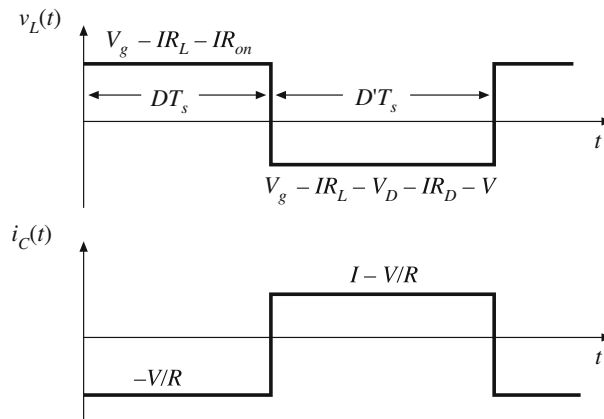 v_L(t)
V_g – IR_L – IR_on
DT_s
D'T_s
t
V_g – IR_L – V_D – IR_D – V
i_C(t)
I – V/R
t
–V/R